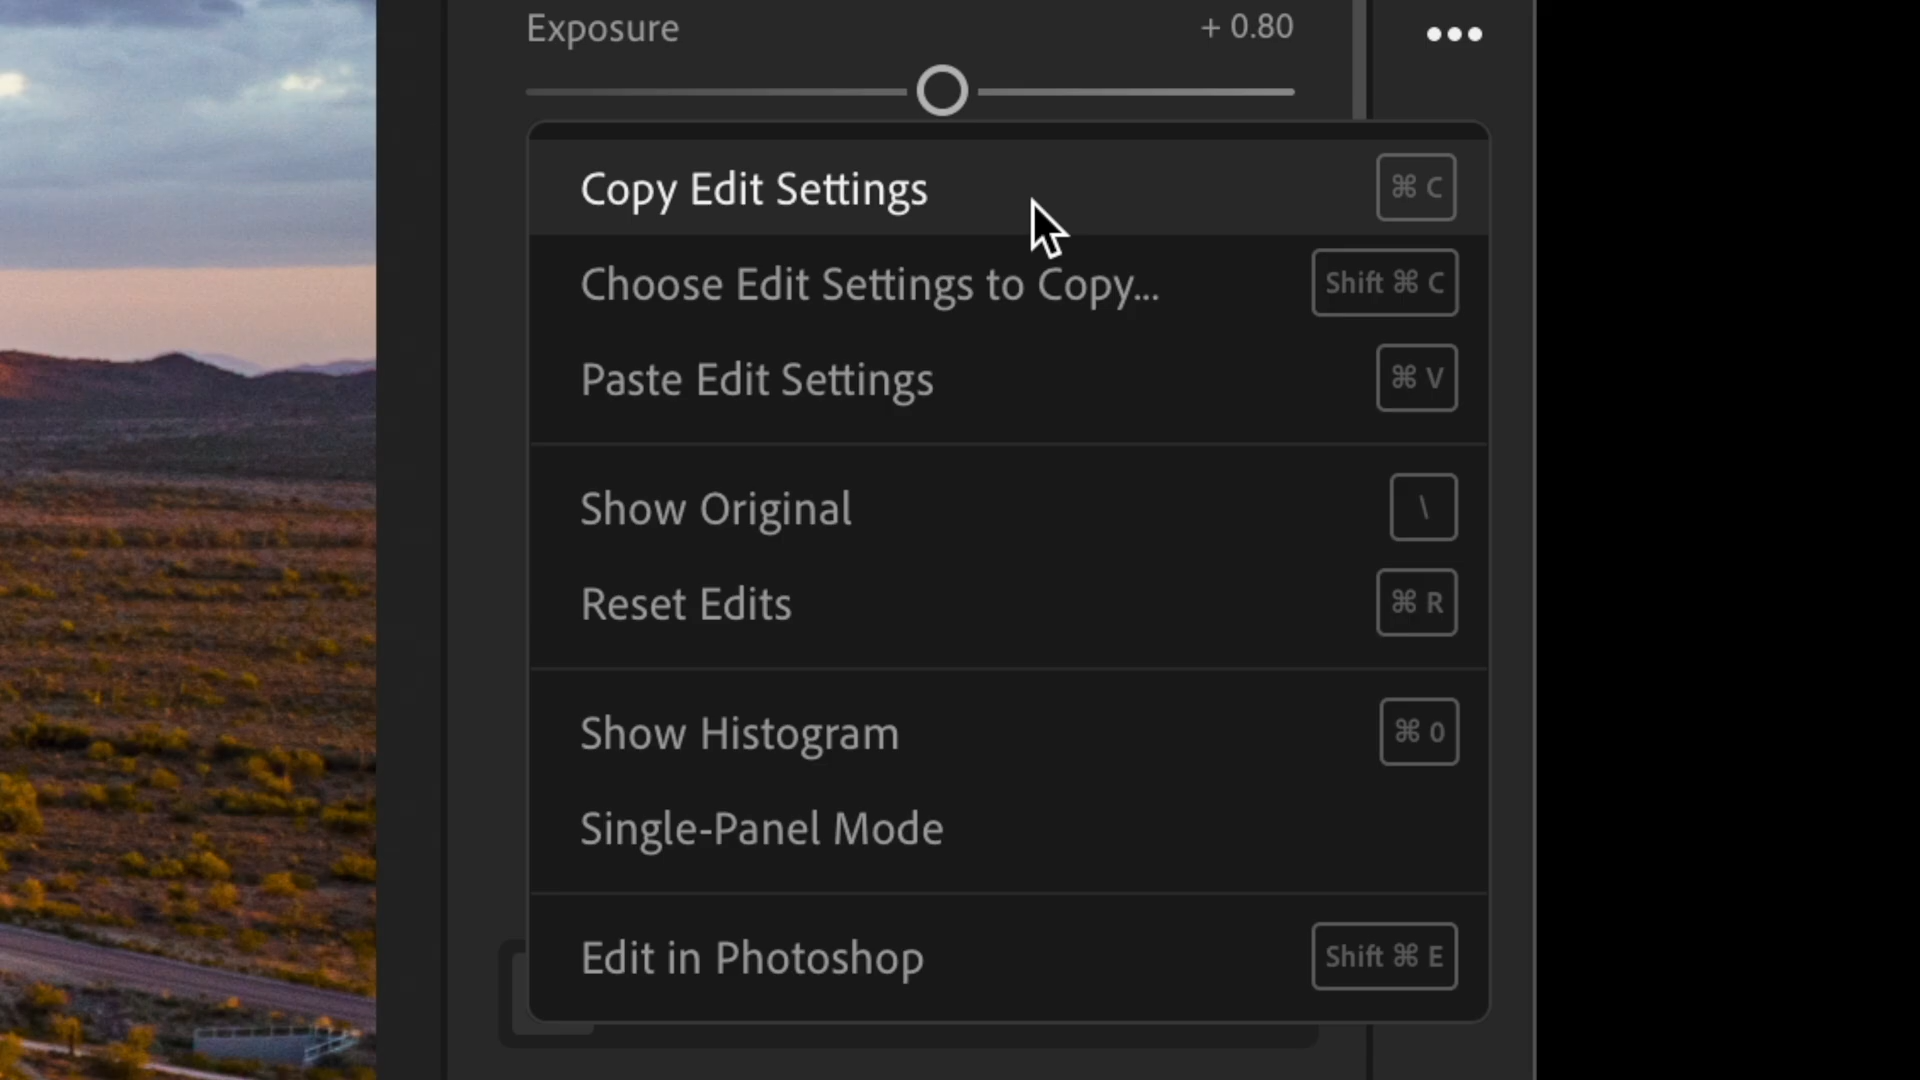 Exposure + 0.80
Copy Edit Settings ⌘ C
Choose Edit Settings to Copy... Shift ⌘ C
Paste Edit Settings ⌘ V
Show Original \
Reset Edits ⌘ R
Show Histogram ⌘ 0
Single-Panel Mode
Edit in Photoshop Shift ⌘ E